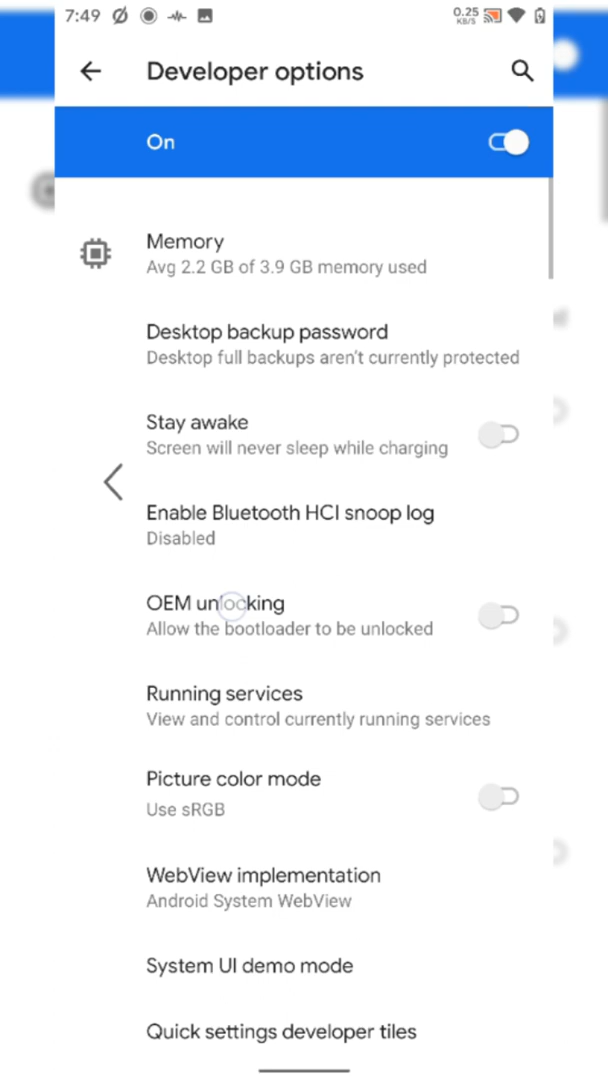 7:49
0.25
KB/S
Developer options
On
Memory
Avg 2.2 GB of 3.9 GB memory used
Desktop backup password
Desktop full backups aren't currently protected
Stay awake
Screen will never sleep while charging
Enable Bluetooth HCI snoop log
Disabled
OEM unlocking
Allow the bootloader to be unlocked
Running services
View and control currently running services
Picture color mode
Use sRGB
WebView implementation
Android System WebView
System UI demo mode
Quick settings developer tiles